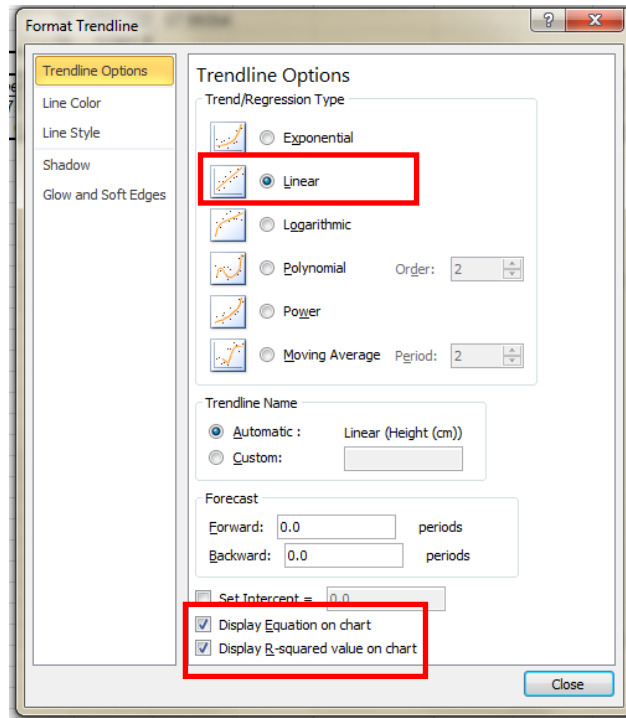 Format Trendline
Trendline Options
Line Color
Line Style
Shadow
Glow and Soft Edges
Trendline Options
Trend/Regression Type
Exponential
Linear
Logarithmic
Polynomial Order: 2
Power
Moving Average Period: 2
Trendline Name
Automatic : Linear (Height (cm))
Custom:
Forecast
Forward: 0.0 periods
Backward: 0.0 periods
Set Intercept = 0.0
Display Equation on chart
Display R-squared value on chart
Close